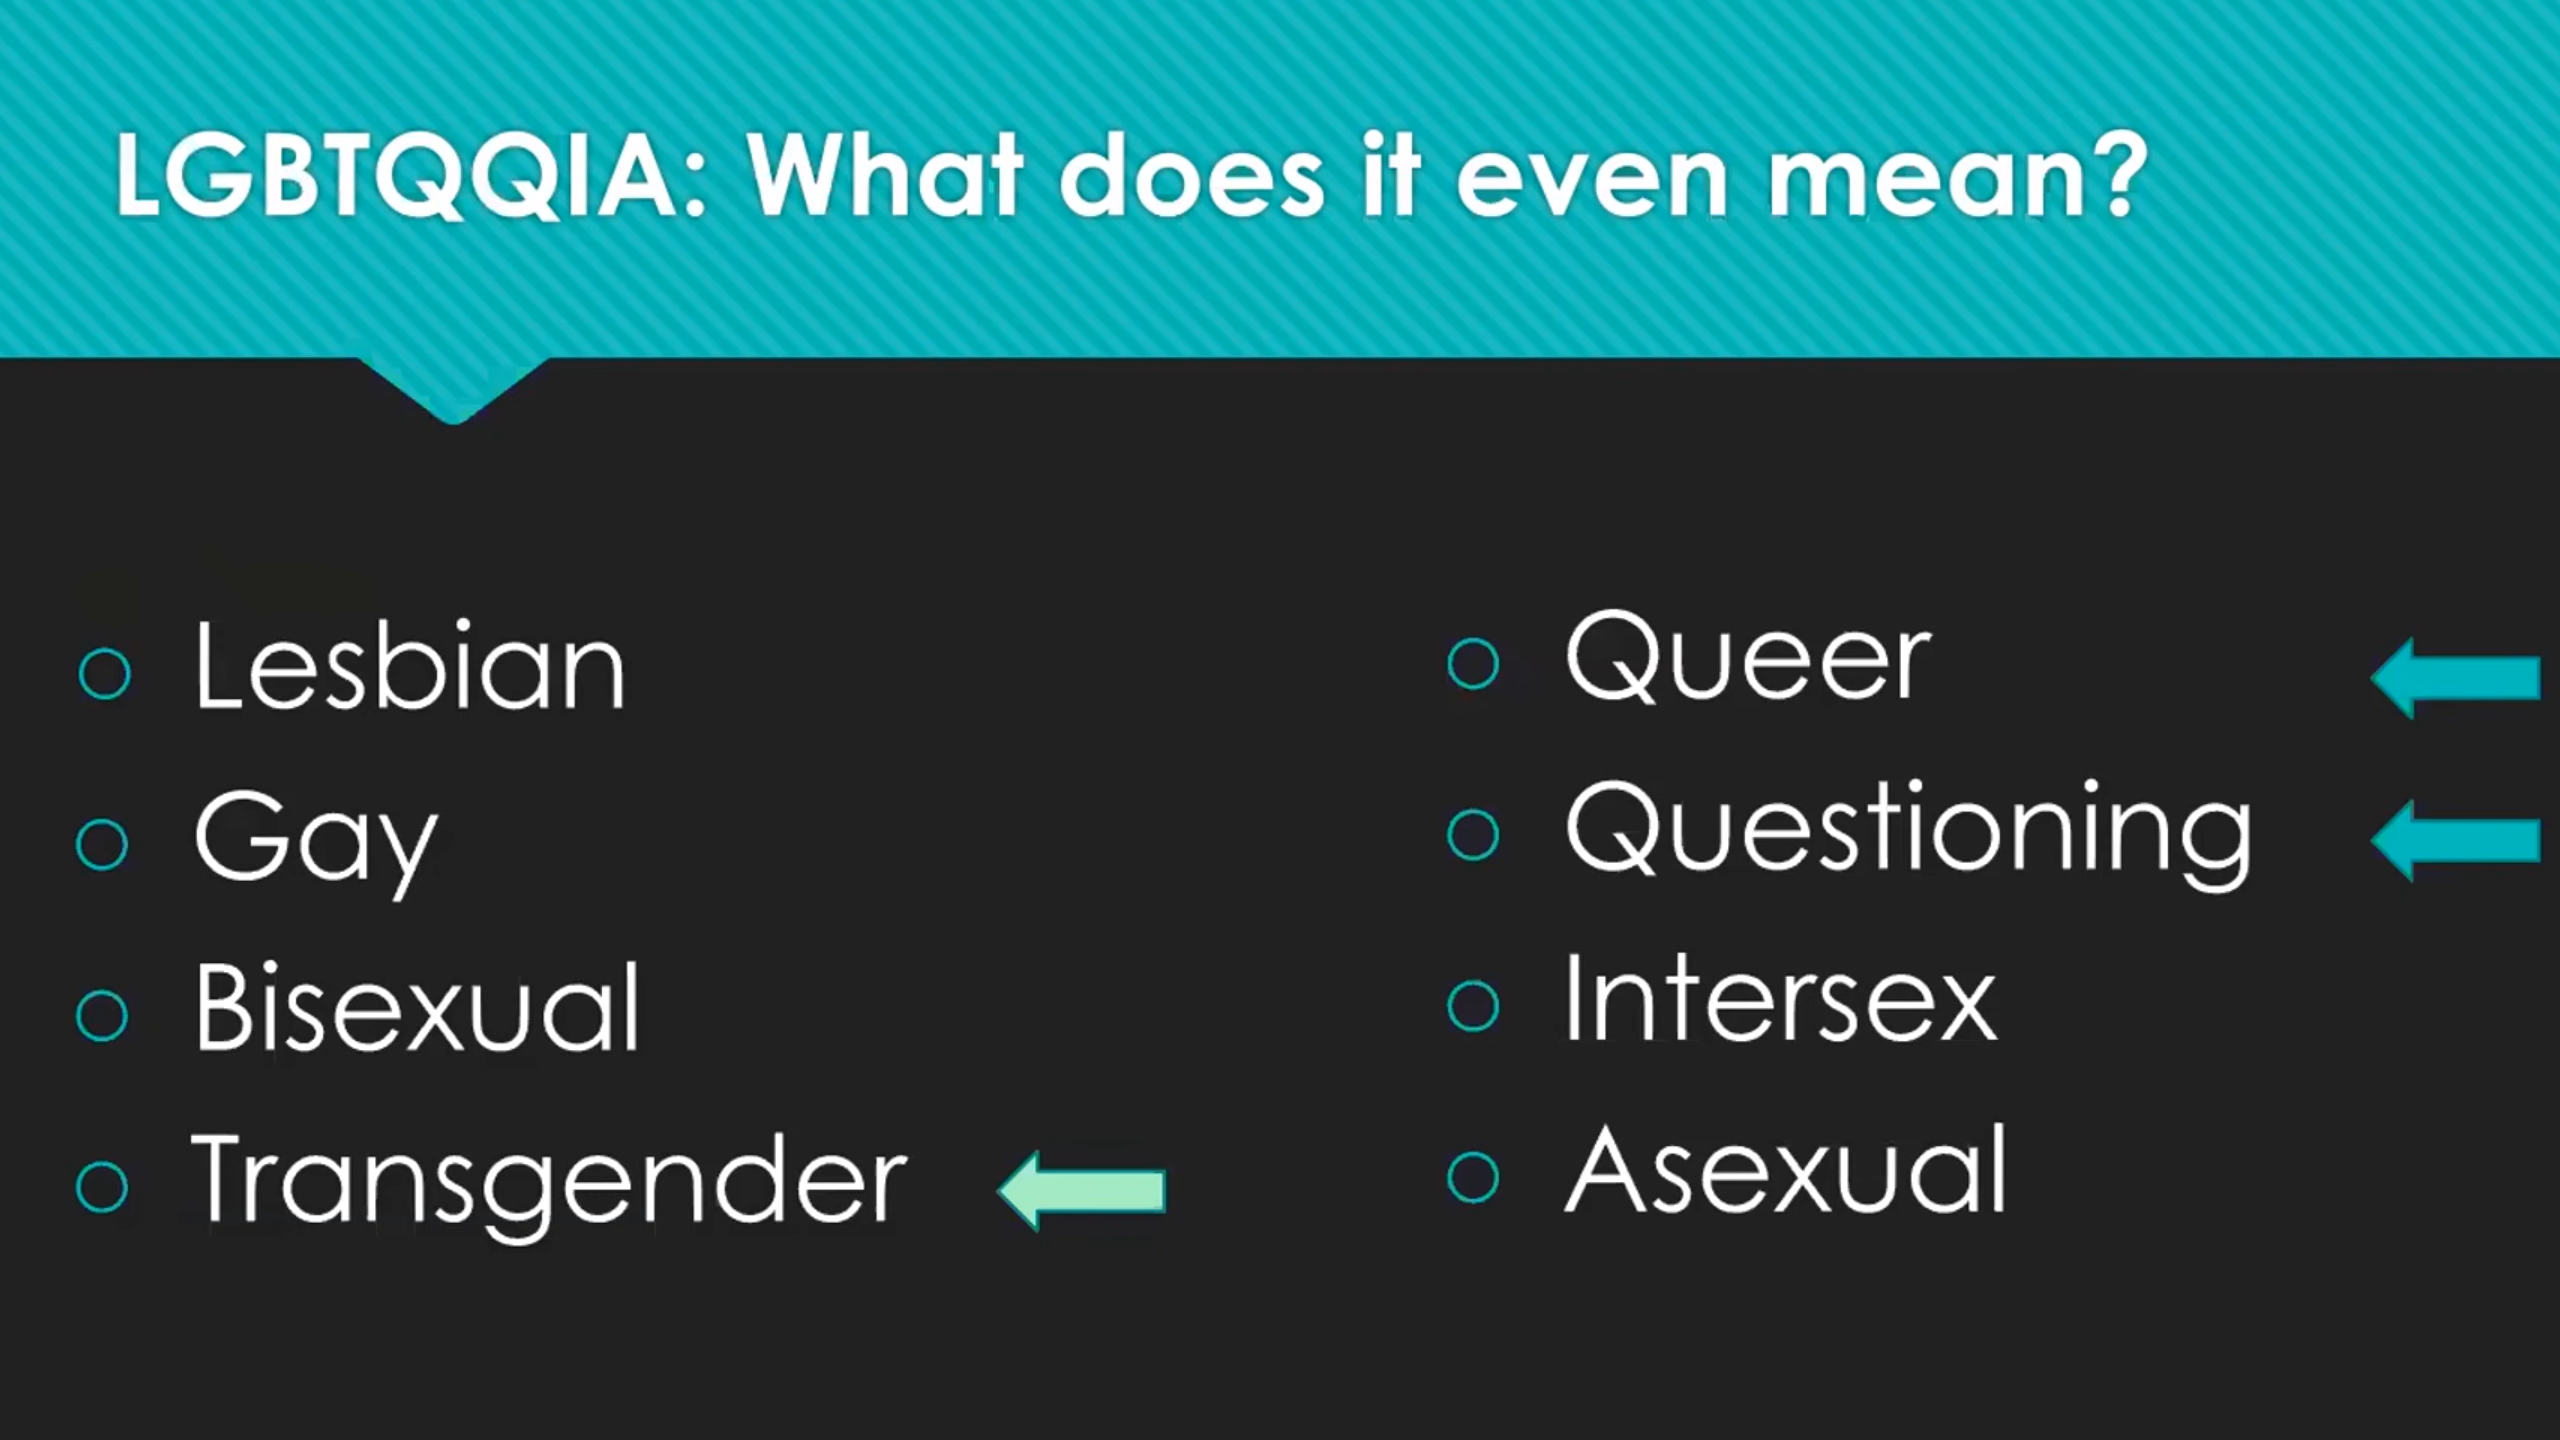 LGBTQQIA: What does it even mean?
Lesbian
Gay
Bisexual
Transgender
Queer
Questioning
Intersex
Asexual